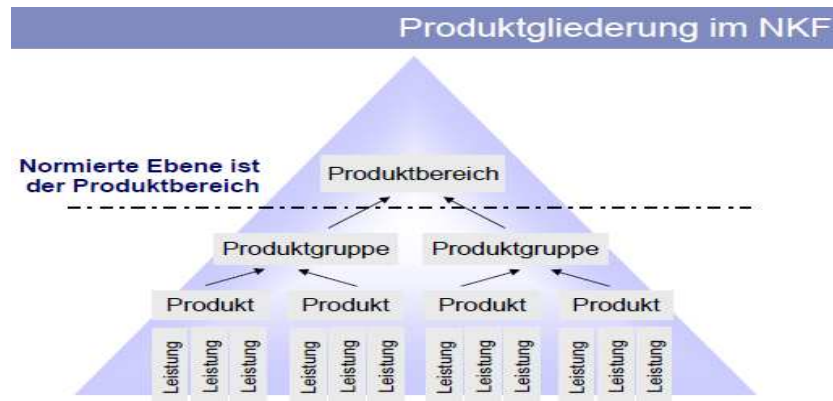 Produktgliederung im NKF
Normierte Ebene ist
der Produktbereich
Produktbereich
Produktgruppe Produktgruppe
Produkt Produkt Produkt Produkt
Leistung Leistung Leistung Leistung Leistung Leistung Leistung Leistung Leistung Leistung Leistung Leistung